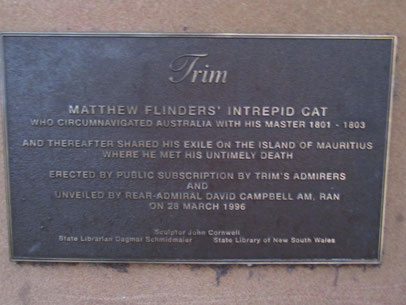 Trim
MATTHEW FLINDERS' INTREPID CAT
WHO CIRCUMNAVIGATED AUSTRALIA WITH HIS MASTER 1801 - 1803
AND THEREAFTER SHARED HIS EXILE ON THE ISLAND OF MAURITIUS
WHERE HE MET HIS UNTIMELY DEATH
ERECTED BY PUBLIC SUBSCRIPTION BY TRIM'S ADMIRERS
AND
UNVEILED BY REAR-ADMIRAL DAVID CAMPBELL AM, RAN
ON 28 MARCH 1996
Sculptor John Cornwell
State Librarian Dagmar Schmidmaier State Library of New South Wales